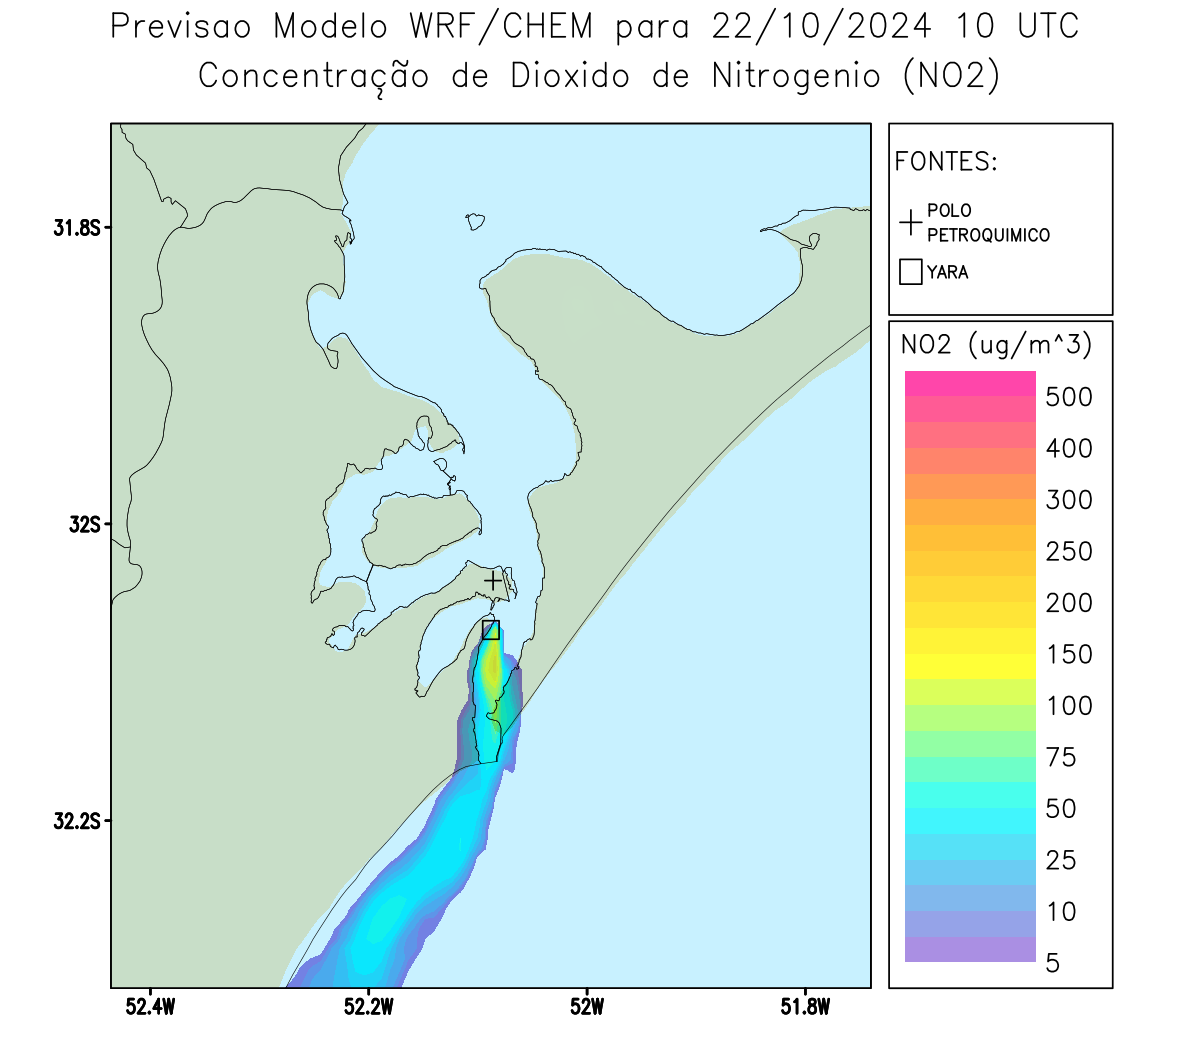 Previsao Modelo WRF/CHEM para 22/10/2024 10 UTC
Concentração de Dioxido de Nitrogenio (NO2)
FONTES:
POLO
PETROQUIMICO
YARA
NO2 (ug/m^3)
500
400
300
250
200
150
100
75
50
25
10
5
31.8S
32S
32.2S
52.4W
52.2W
52W
51.8W